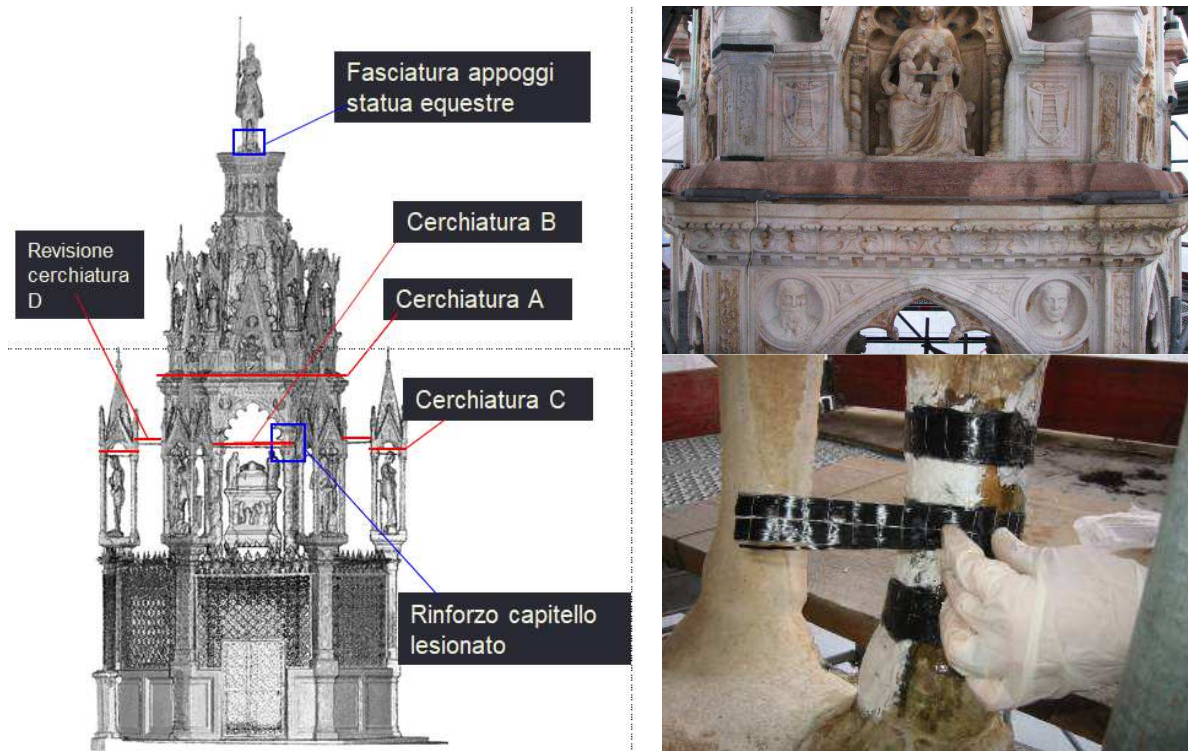 Fasciatura appoggi
statua equestre
Cerchiatura B
Revisione
cerchiatura
D
Cerchiatura A
Cerchiatura C
Rinforzo capitello
lesionato